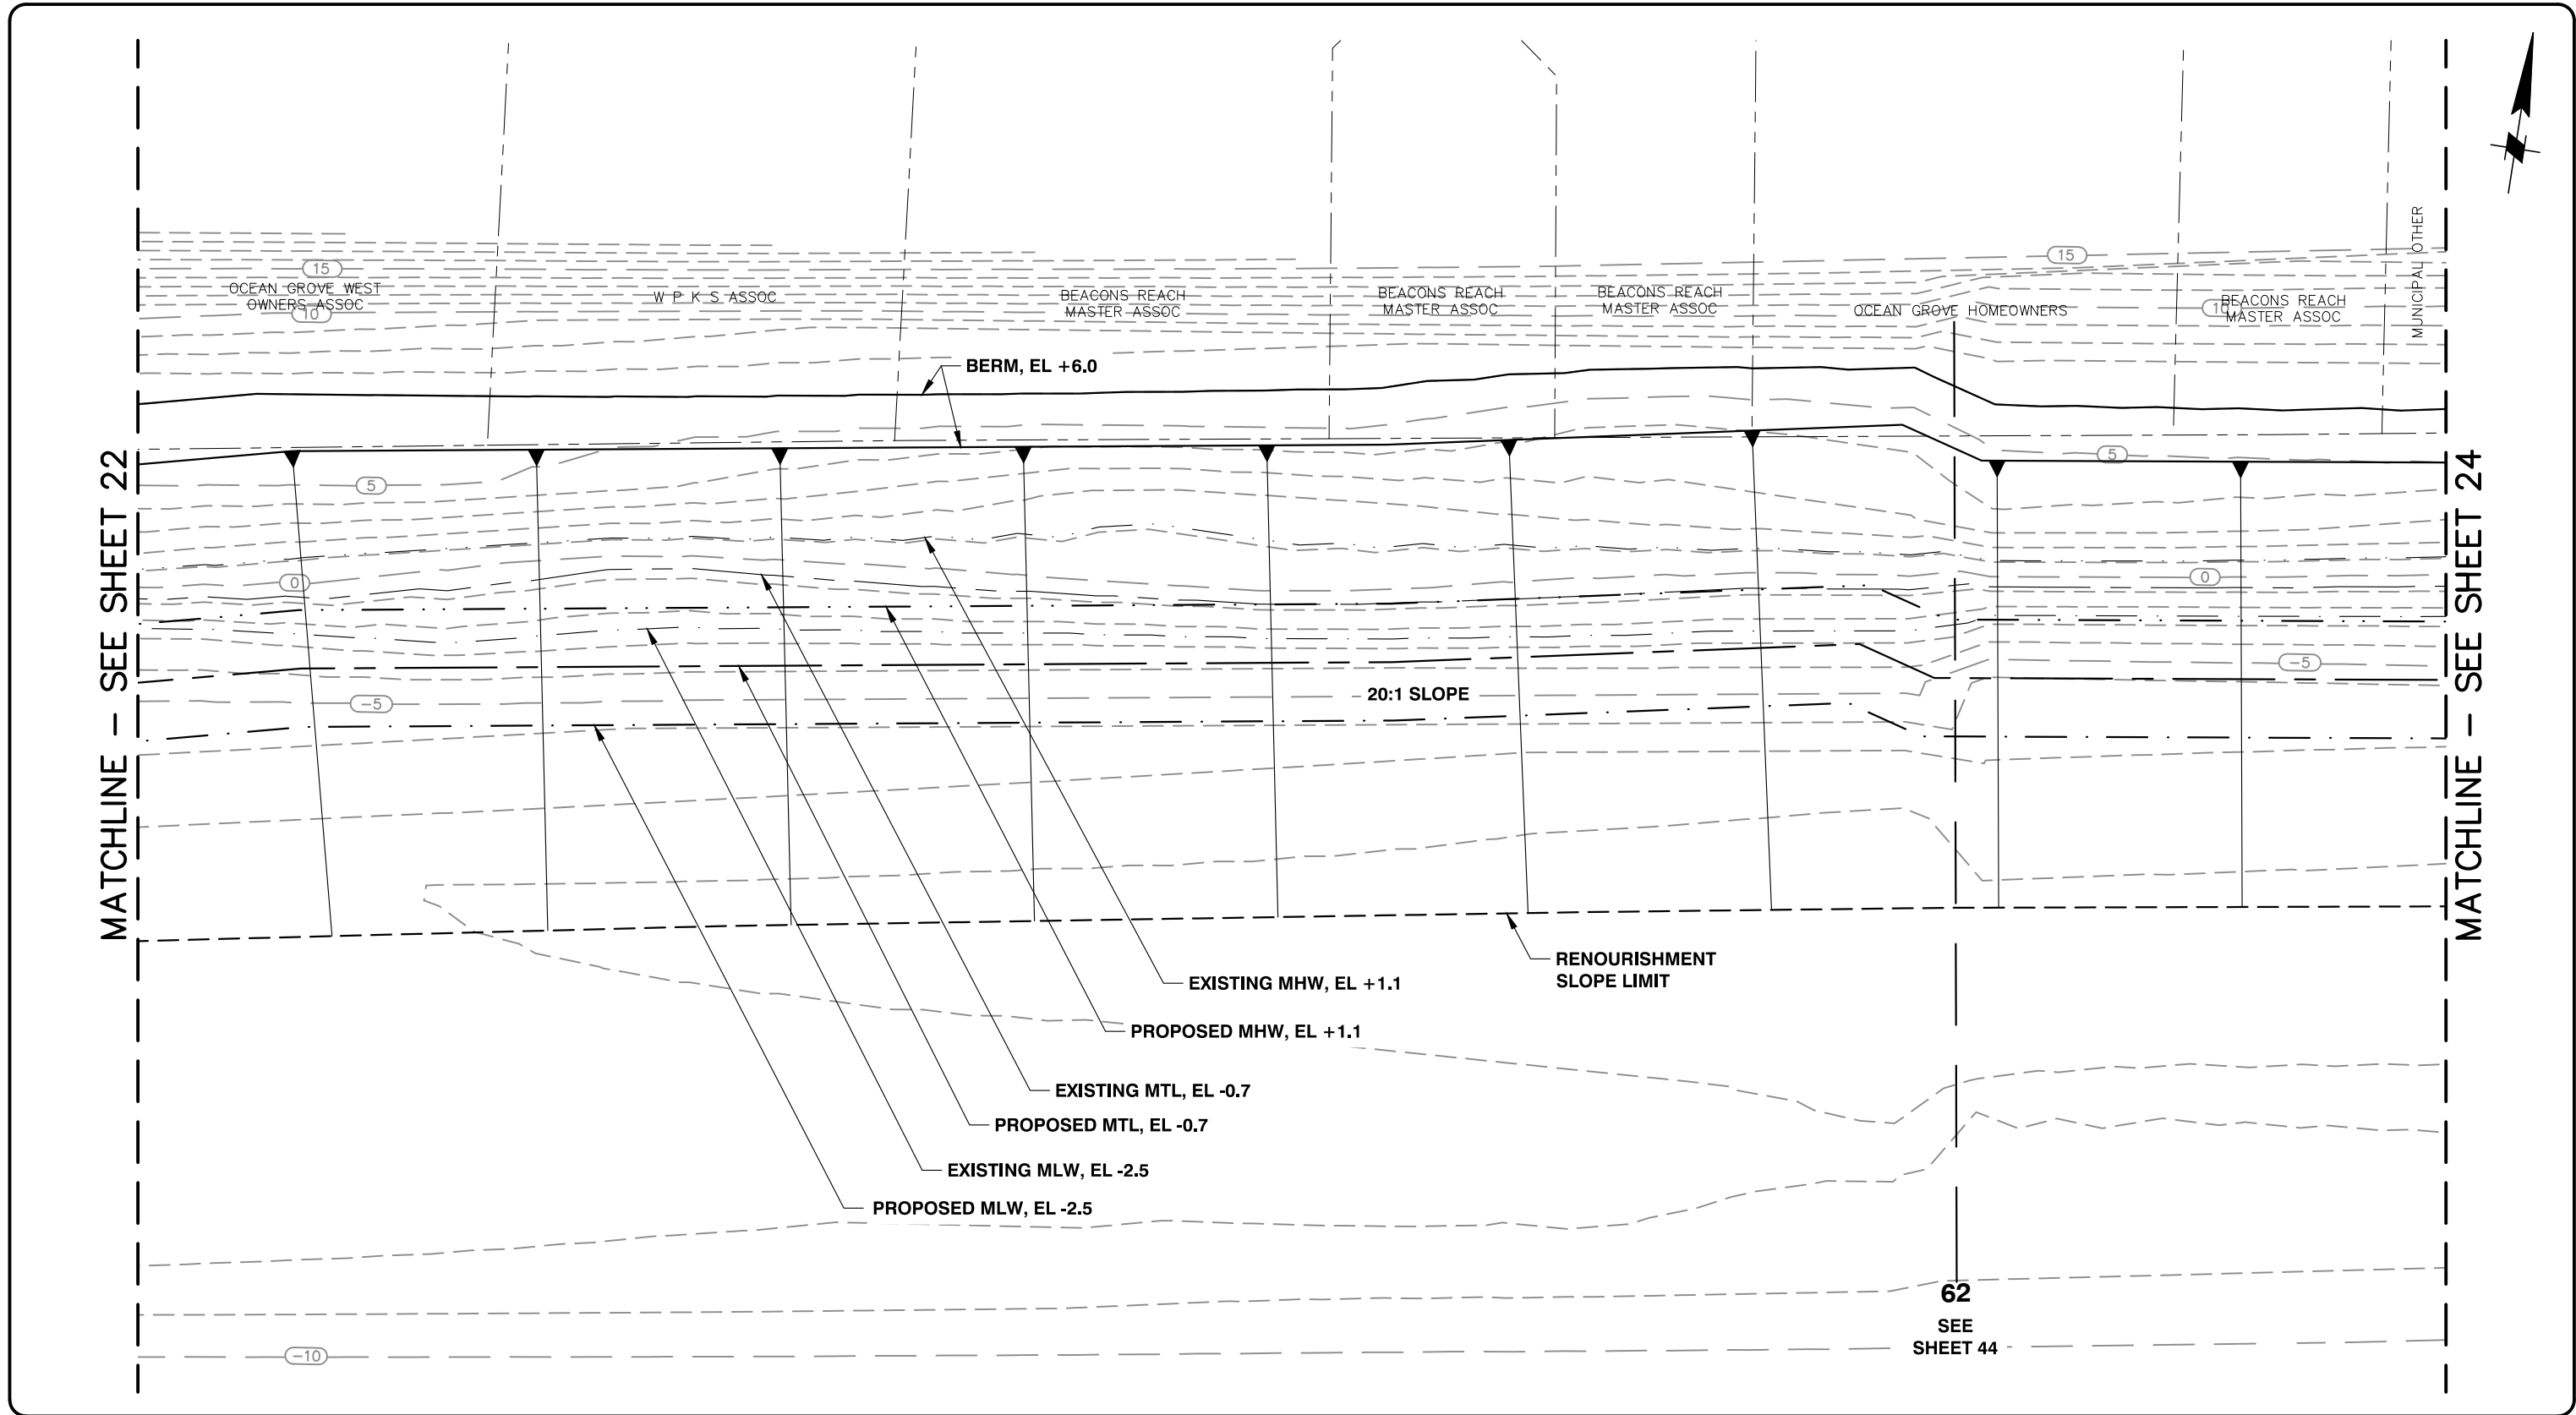 15
15
OCEAN GROVE WEST
OWNERS ASSOC
10
W P K S ASSOC
BEACONS REACH
MASTER ASSOC
BEACONS REACH
MASTER ASSOC
BEACONS REACH
MASTER ASSOC
OCEAN GROVE HOMEOWNERS
10
BEACONS REACH
MASTER ASSOC
MUNICIPAL OTHER
BERM, EL +6.0
MATCHLINE – SEE SHEET 22
MATCHLINE – SEE SHEET 24
5
5
0
0
-5
-5
20:1 SLOPE
RENOURISHMENT
SLOPE LIMIT
EXISTING MHW, EL +1.1
PROPOSED MHW, EL +1.1
EXISTING MTL, EL -0.7
PROPOSED MTL, EL -0.7
EXISTING MLW, EL -2.5
PROPOSED MLW, EL -2.5
62
SEE
SHEET 44
-10